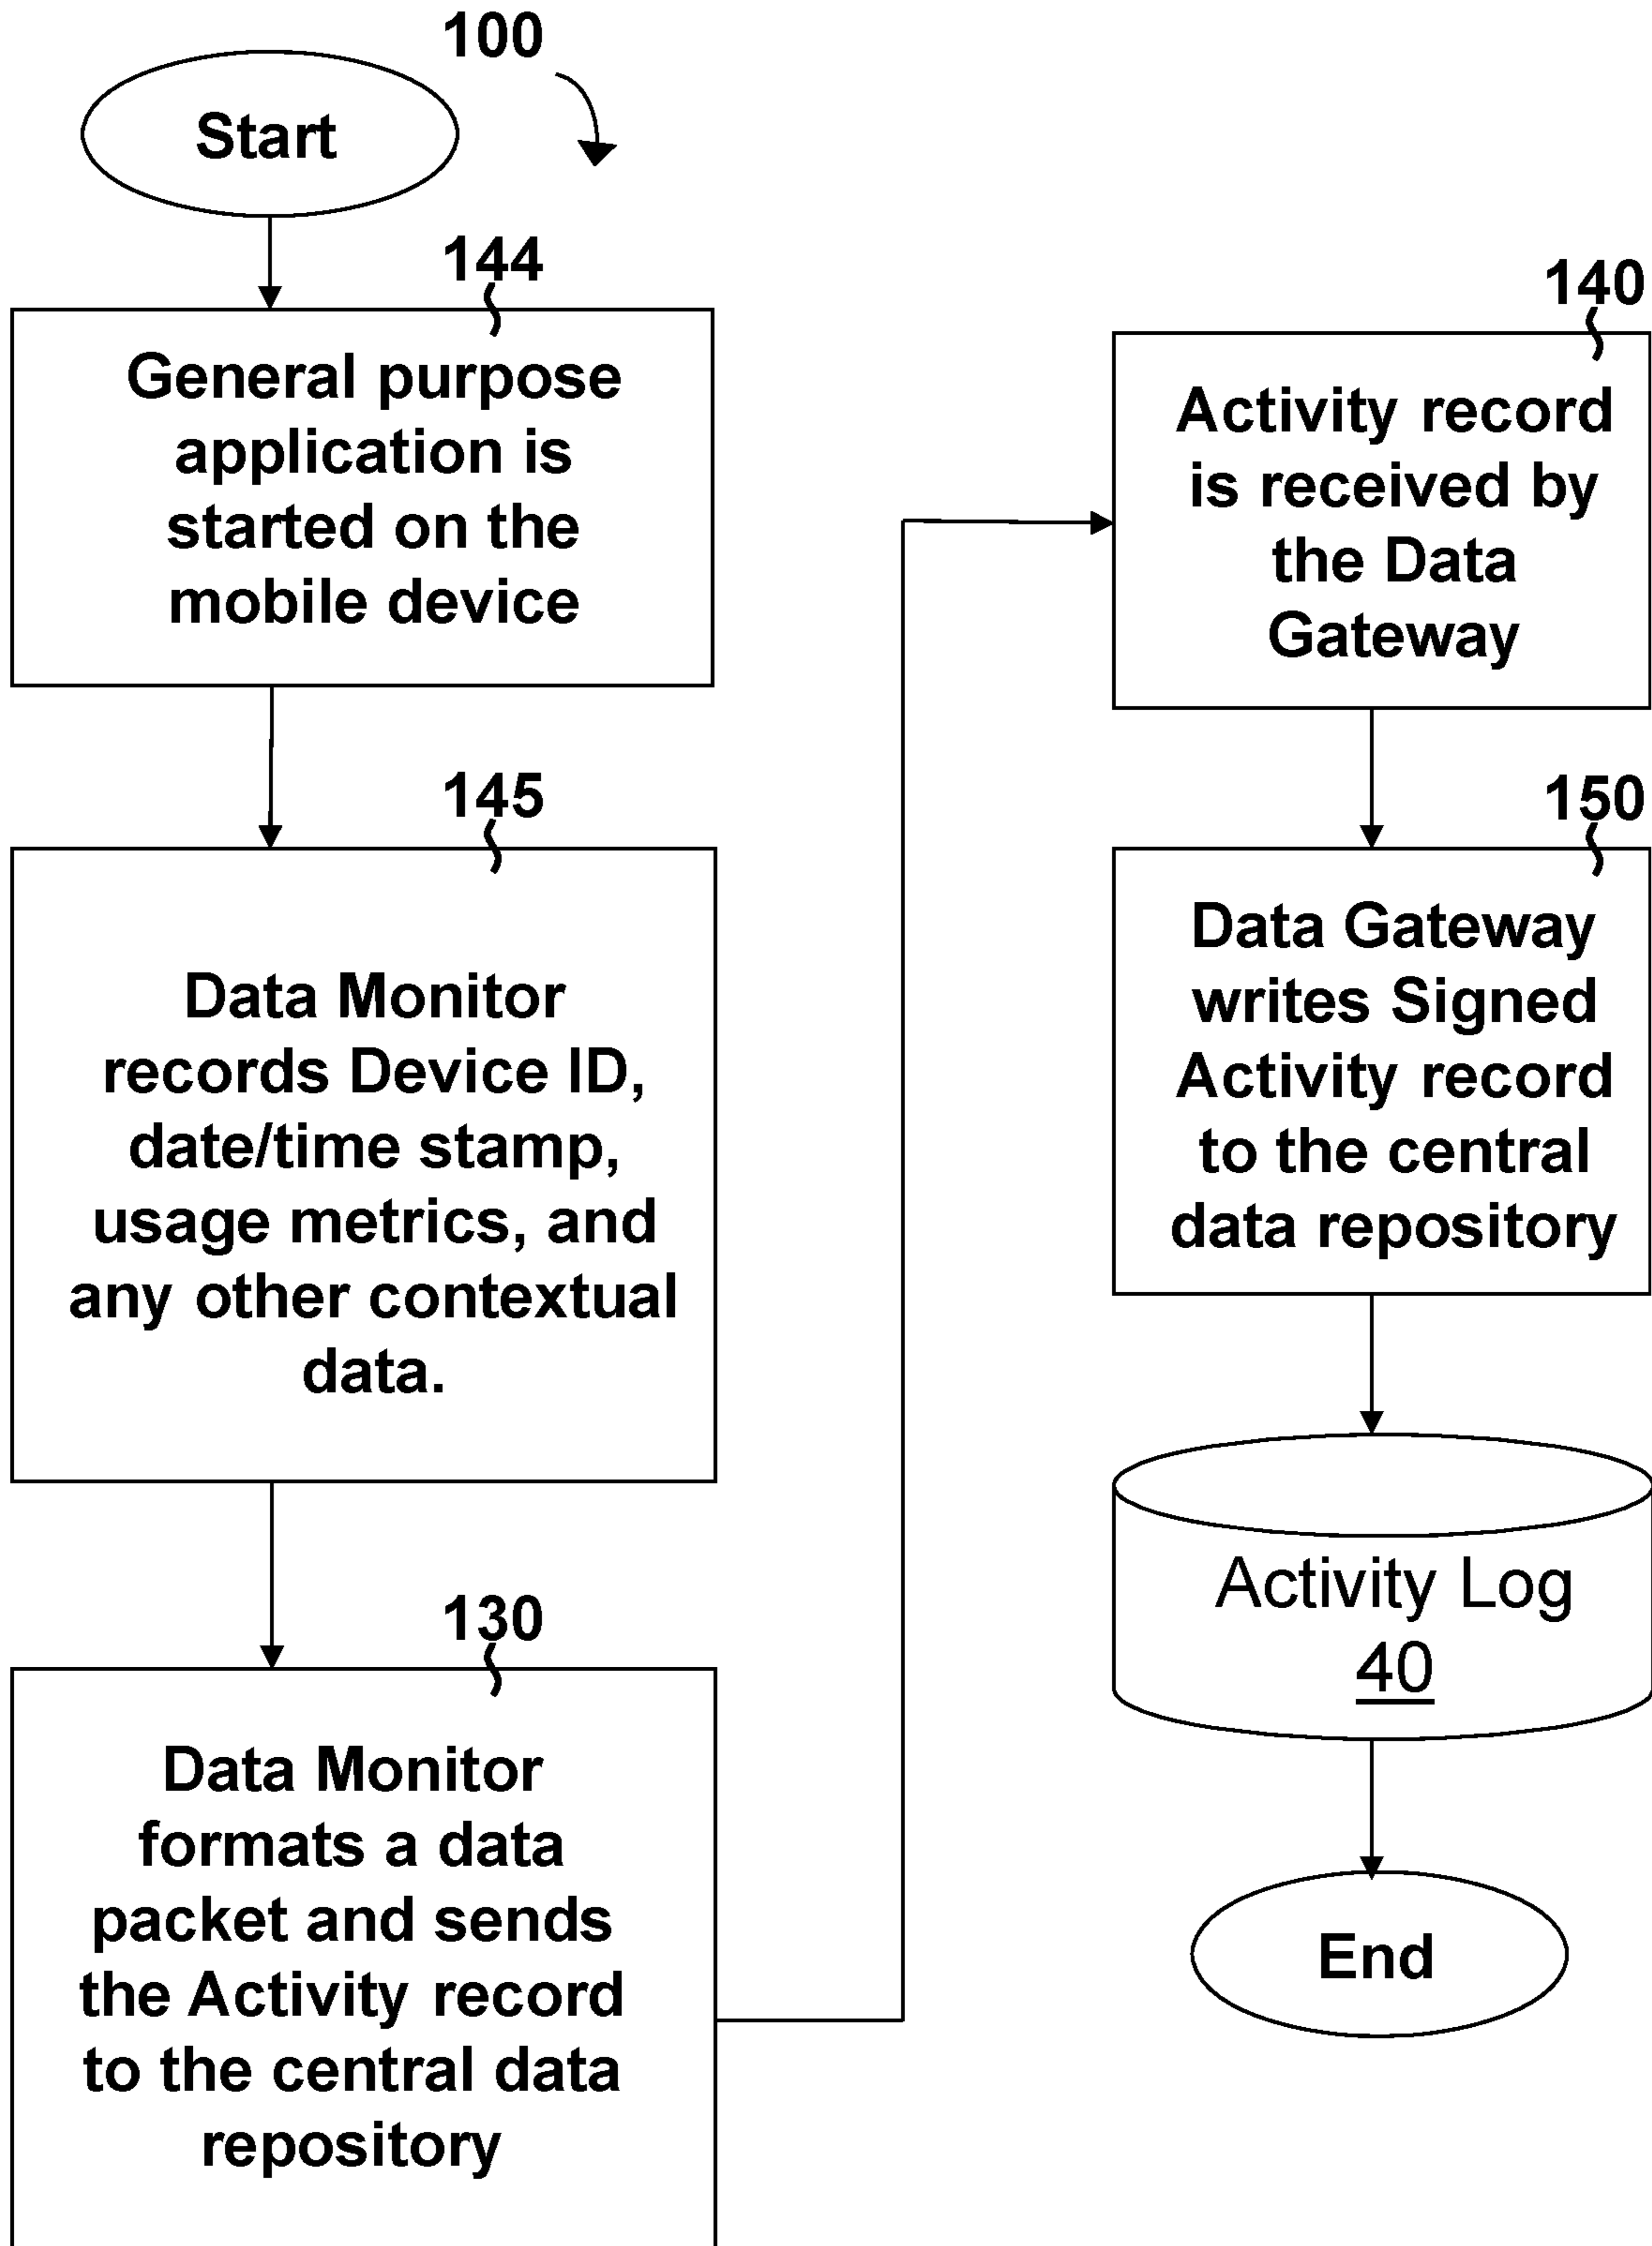 100
Start
144
General purpose
application is
started on the
mobile device
145
Data Monitor
records Device ID,
date/time stamp,
usage metrics, and
any other contextual
data.
130
Data Monitor
formats a data
packet and sends
the Activity record
to the central data
repository
140
Activity record
is received by
the Data
Gateway
150
Data Gateway
writes Signed
Activity record
to the central
data repository
Activity Log
40
End